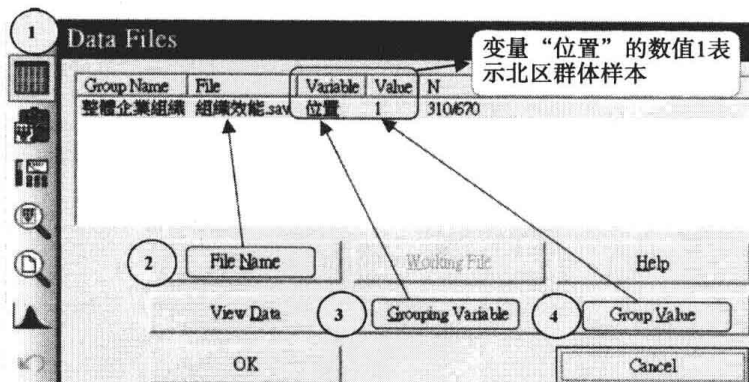 1
Data Files
变量“位置”的数值1表
示北区群体样本
Group Name File Variable Value N
整體企業組織 組織效能.sav 位置 1 310/670
2 File Name Working File Help
View Data 3 Grouping Variable 4 Group Value
OK Cancel